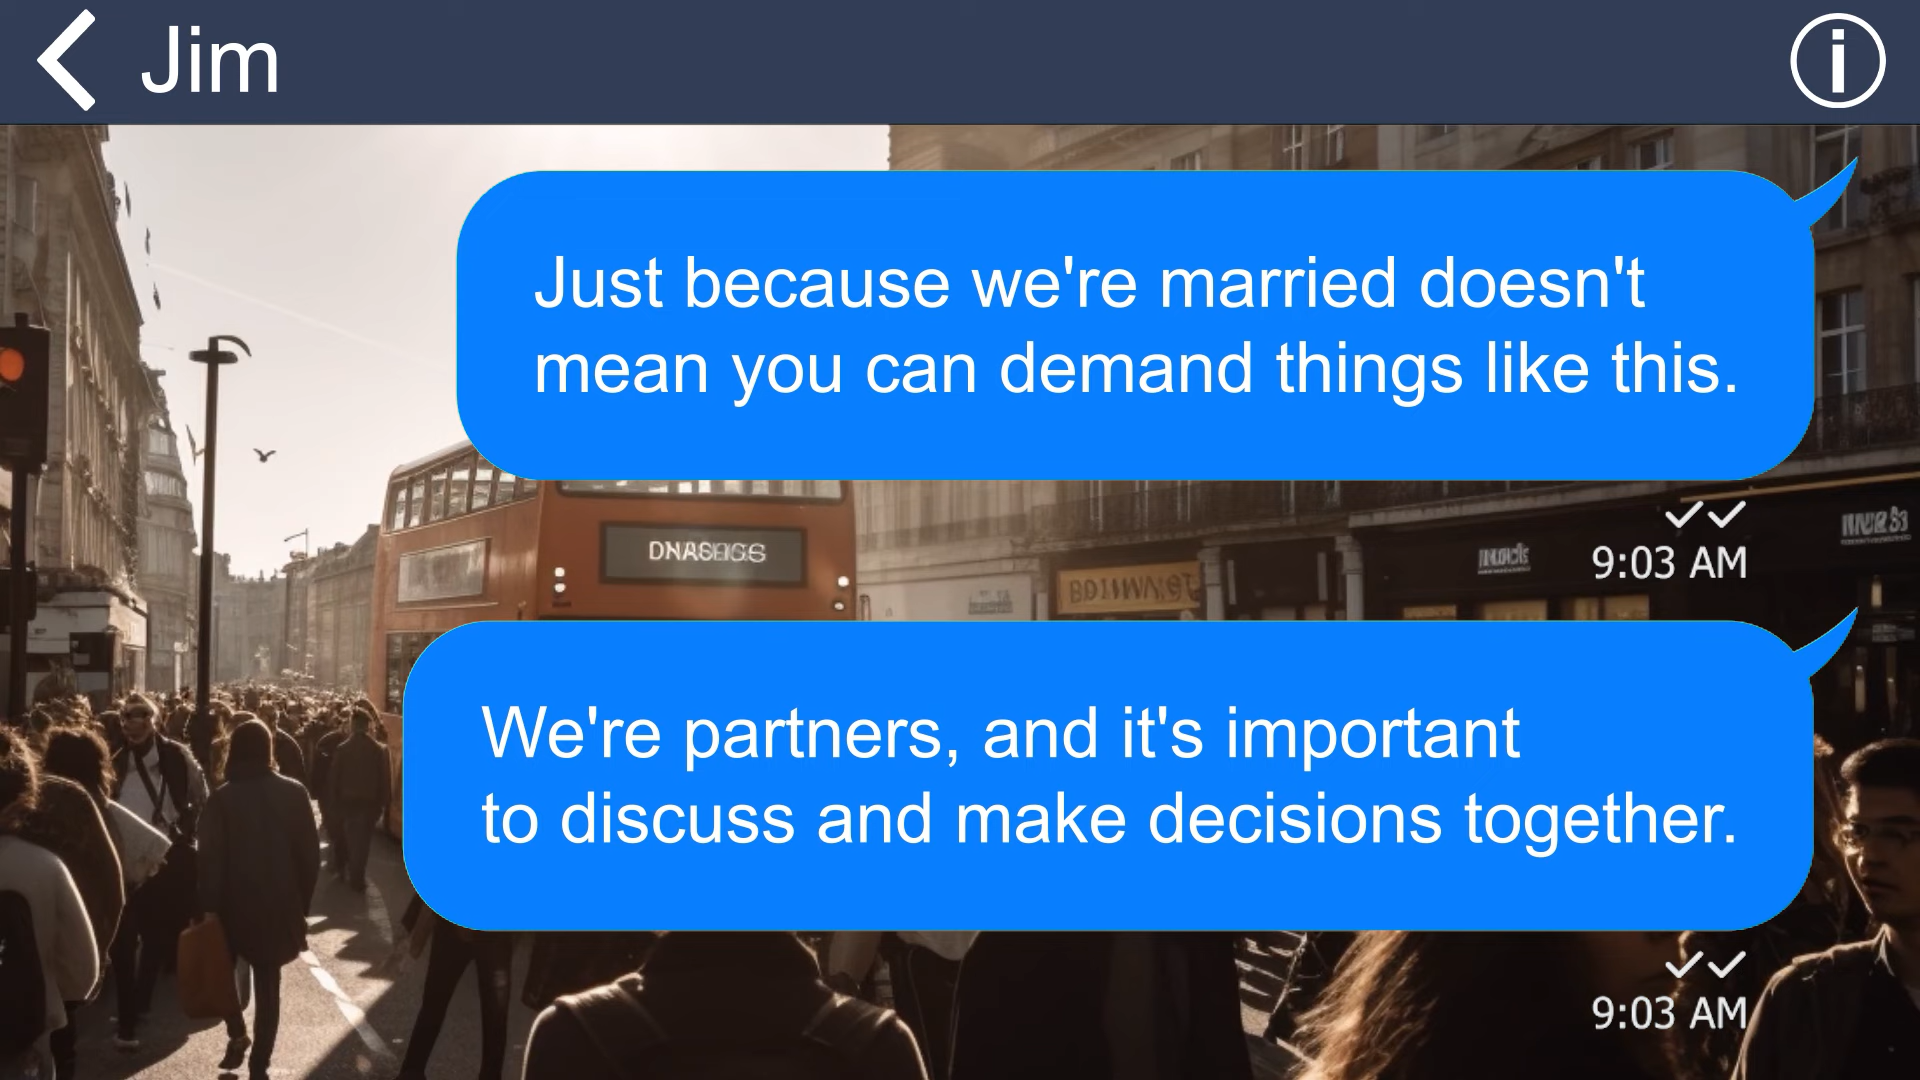 Jim
Just because we're married doesn't
mean you can demand things like this.
9:03 AM
We're partners, and it's important
to discuss and make decisions together.
9:03 AM